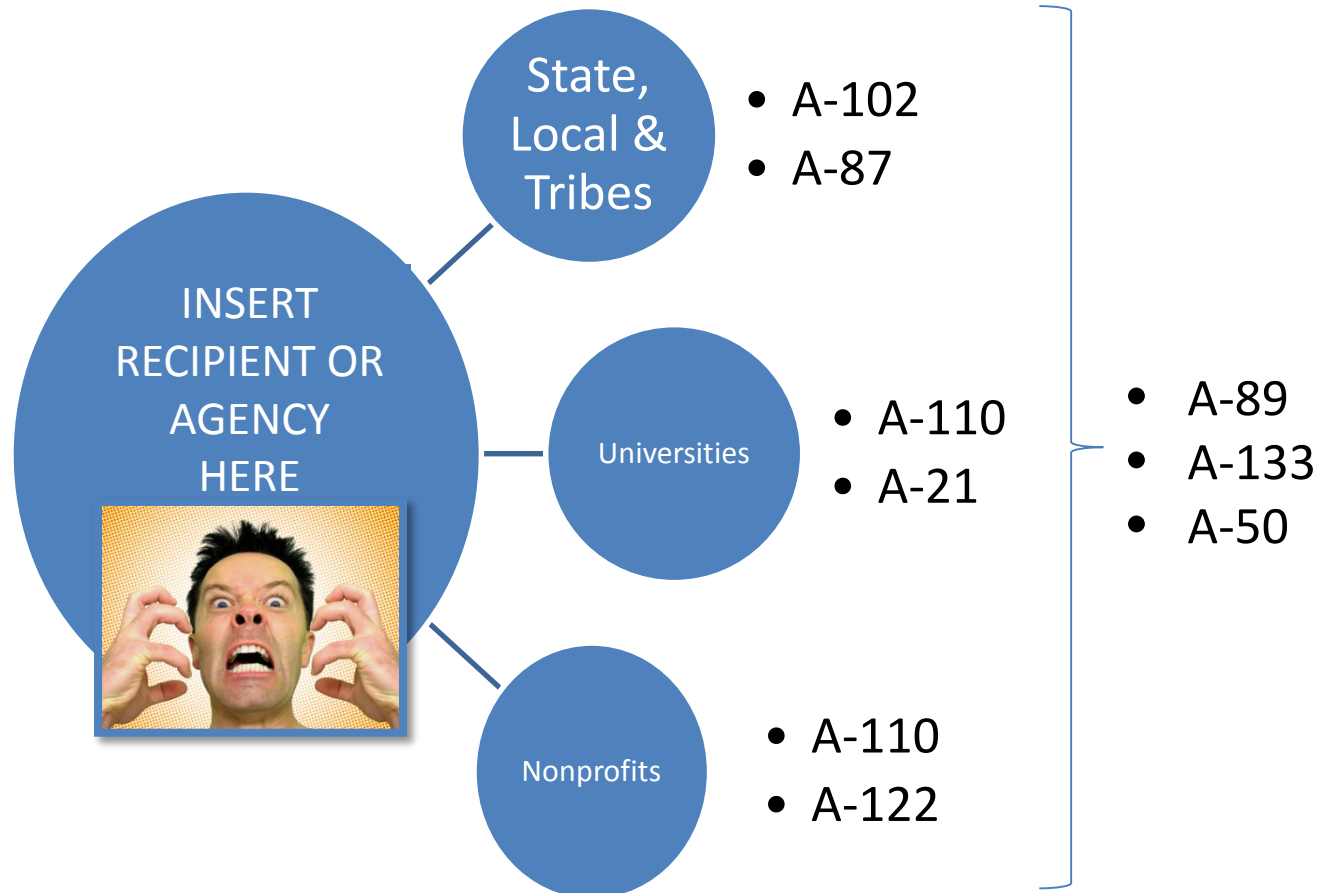 State,
Local &
Tribes
• A-102
• A-87
INSERT
RECIPIENT OR
AGENCY
HERE
Universities
• A-110
• A-21
Nonprofits
• A-110
• A-122
• A-89
• A-133
• A-50